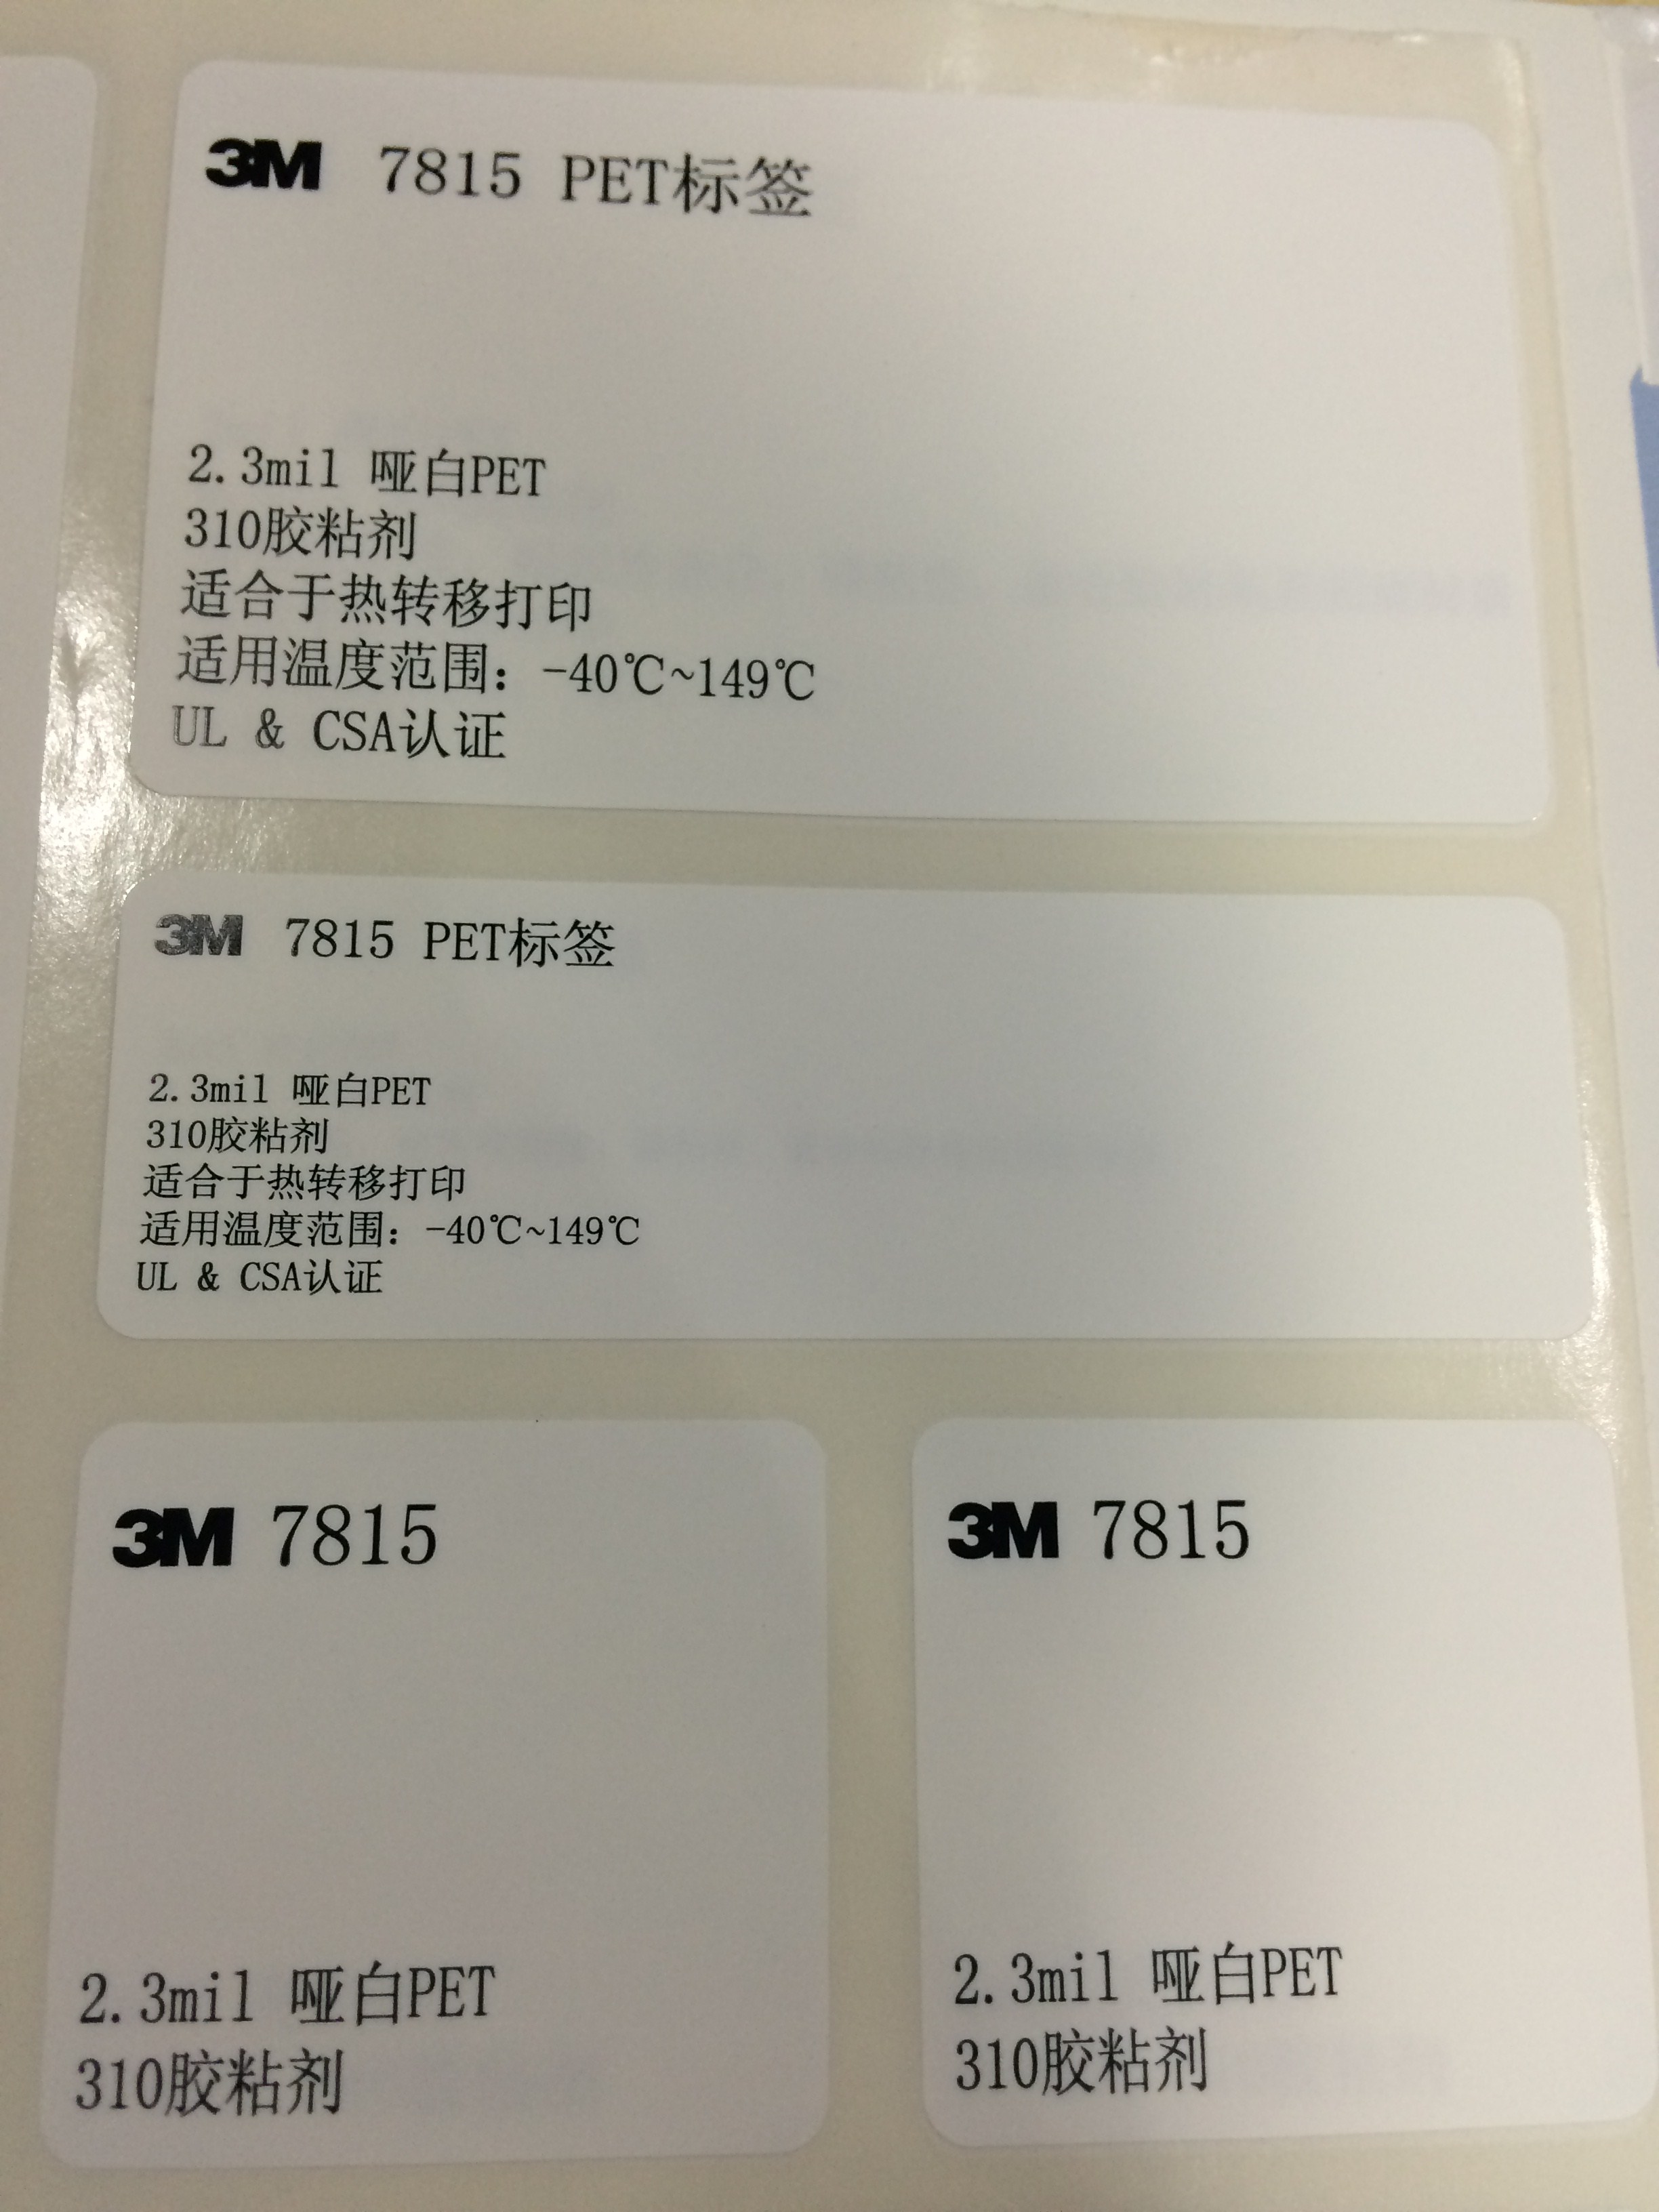 3M 7815 PET标签
2.3mil 哑白PET
310胶粘剂
适合于热转移打印
适用温度范围：-40℃~149℃
UL & CSA认证
3M 7815 PET标签
2.3mil 哑白PET
310胶粘剂
适合于热转移打印
适用温度范围：-40℃~149℃
UL & CSA认证
3M 7815
2.3mil 哑白PET
310胶粘剂
3M 7815
2.3mil 哑白PET
310胶粘剂